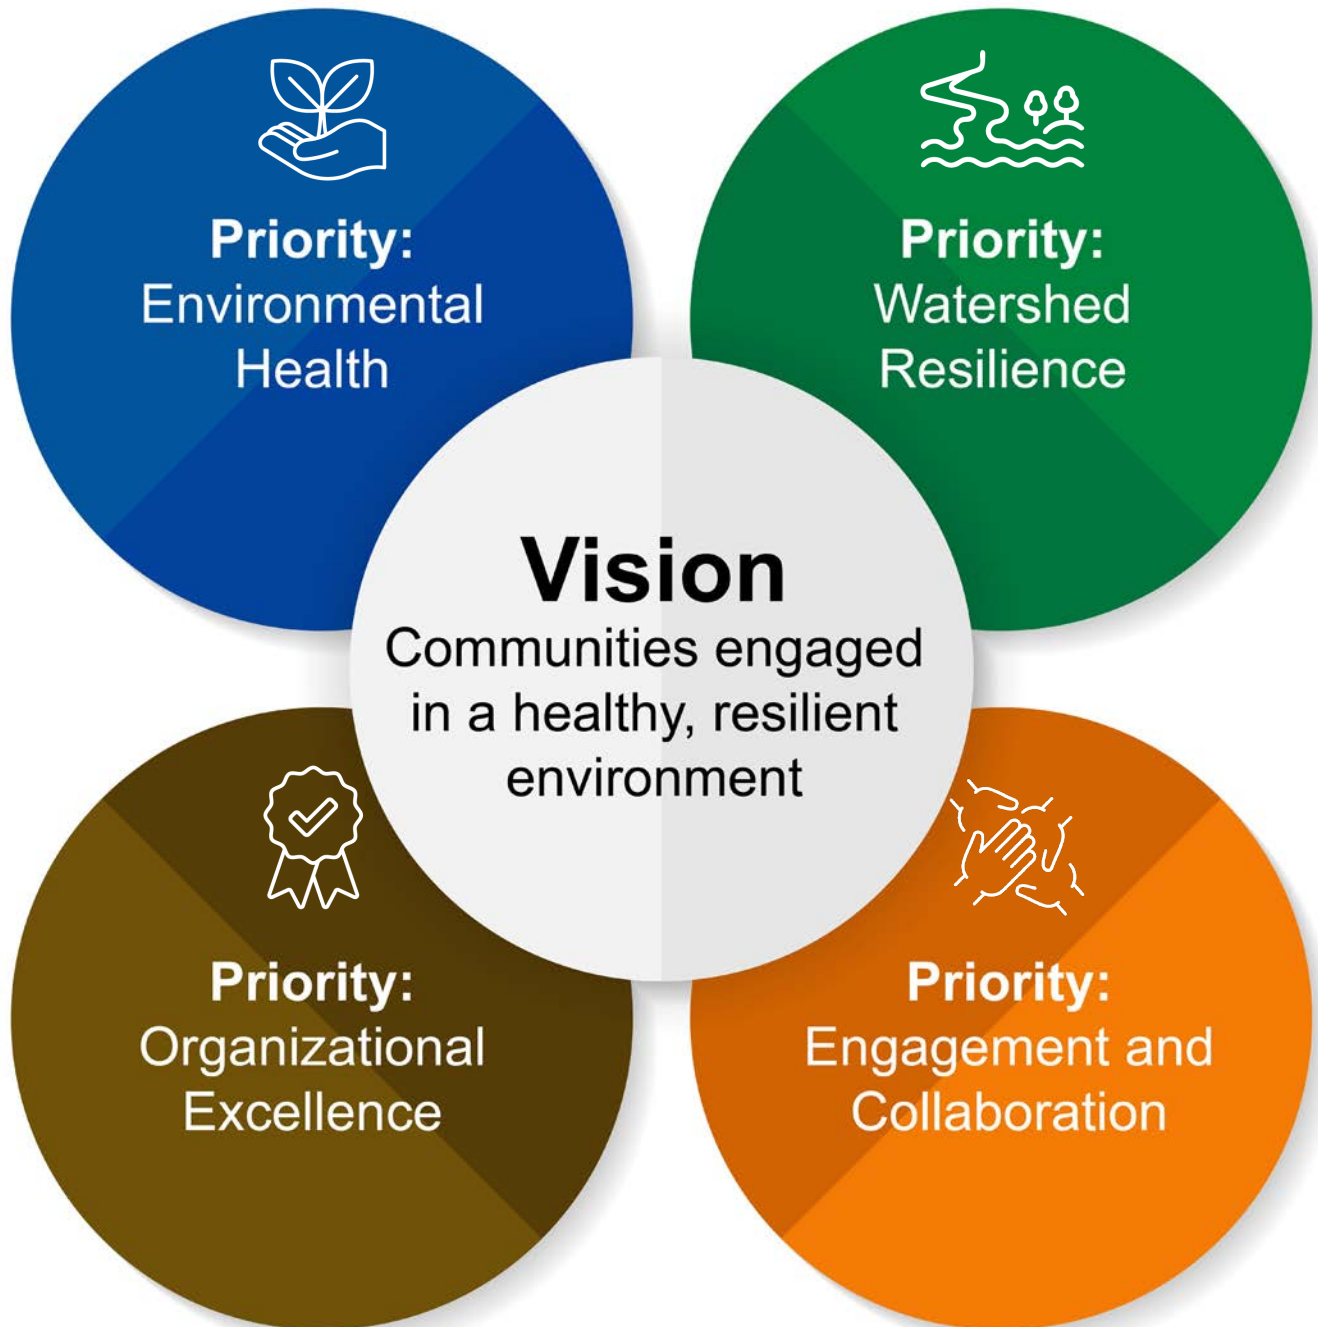 Priority:
Environmental
Health
Priority:
Watershed
Resilience
Vision
Communities engaged
in a healthy, resilient
environment
Priority:
Organizational
Excellence
Priority:
Engagement and
Collaboration